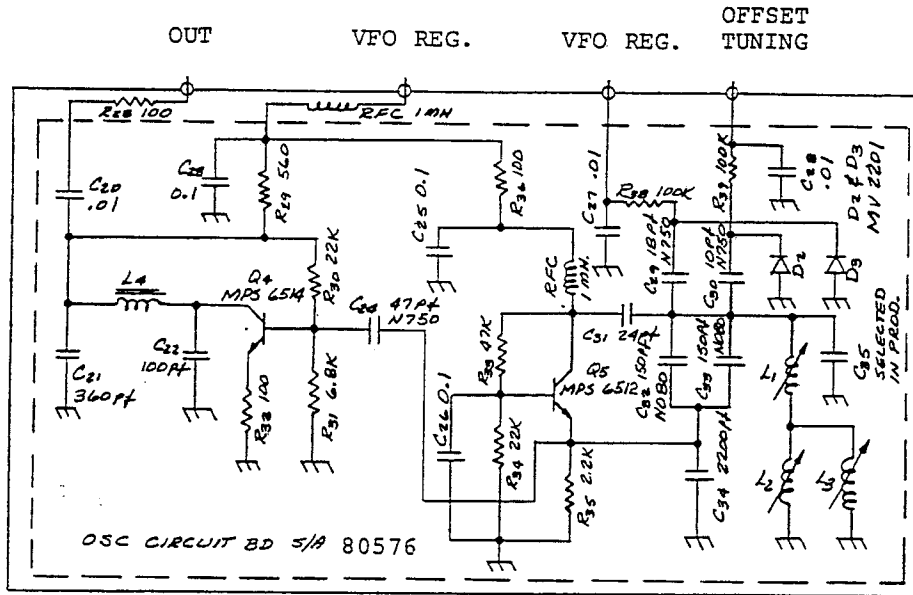 OUT
VFO REG.
VFO REG.
OFFSET
TUNING
R28 100
RFC 1 MH
C20
.01
C23
0.1
R29 560
R36 100
C25 0.1
C27 .01
R38 100K
R39 100K
C28
.01
D2 & D3
MV 2201
L4
Q4
MPS 6514
R30 22K
C24 47Pf
N750
RFC
1 MH.
C29 18Pf
N750
C30 10Pf
N750
D2
D3
C21
360Pf
C22
100Pf
R32 100
R31 6.8K
R33 47K
C31 24Pf
Q5
MPS 6512
C32 150Pf
N080
C33 150Pf
N080
L1
C35
SELECTED
IN PROD.
C26 0.1
R34 22K
R35 2.2K
C34 2200Pf
L2
L3
OSC CIRCUIT BD S/A 80576